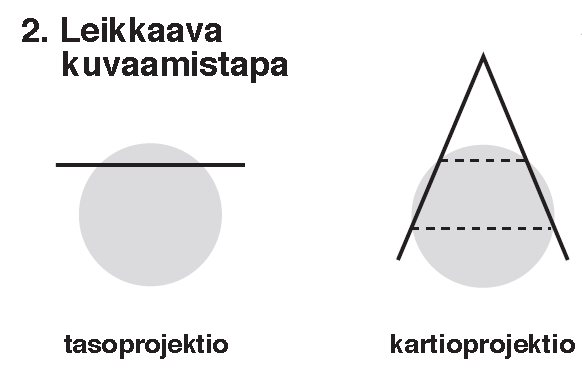 2. Leikkaava
kuvaamistapa
tasoprojektio
kartioprojektio